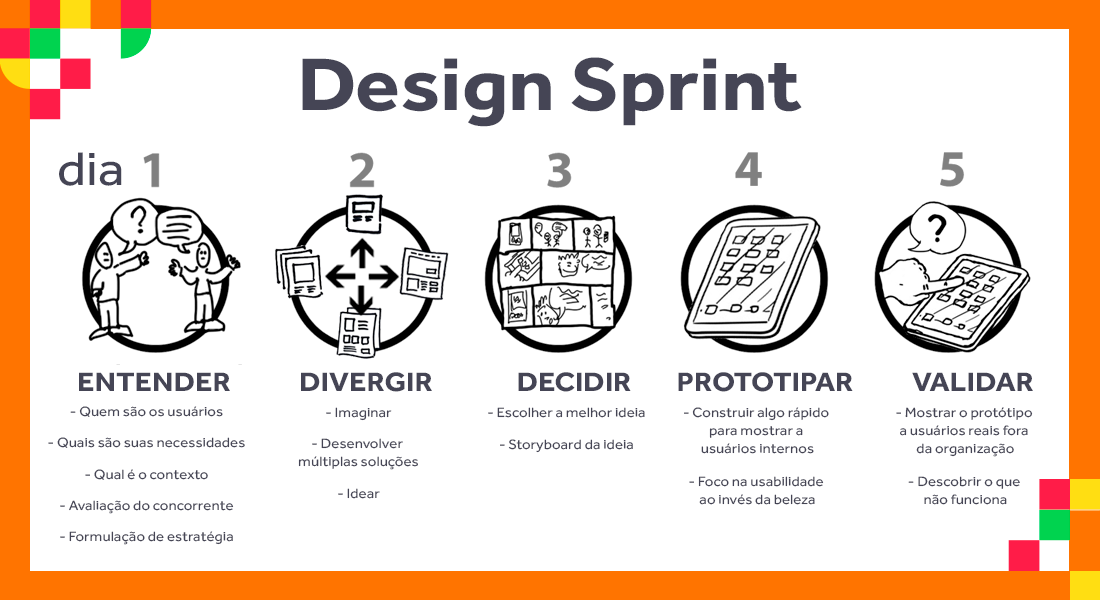 Design Sprint
dia 1
2
3
4
5
?
?
ENTENDER
- Quem são os usuários
- Quais são suas necessidades
- Qual é o contexto
- Avaliação do concorrente
- Formulação de estratégia
DIVERGIR
- Imaginar
- Desenvolver
múltiplas soluções
- Idear
DECIDIR
- Escolher a melhor ideia
- Storyboard da ideia
PROTOTIPAR
- Construir algo rápido
para mostrar a
usuários internos
- Foco na usabilidade
ao invés da beleza
VALIDAR
- Mostrar o protótipo
a usuários reais fora
da organização
- Descobrir o que
não funciona